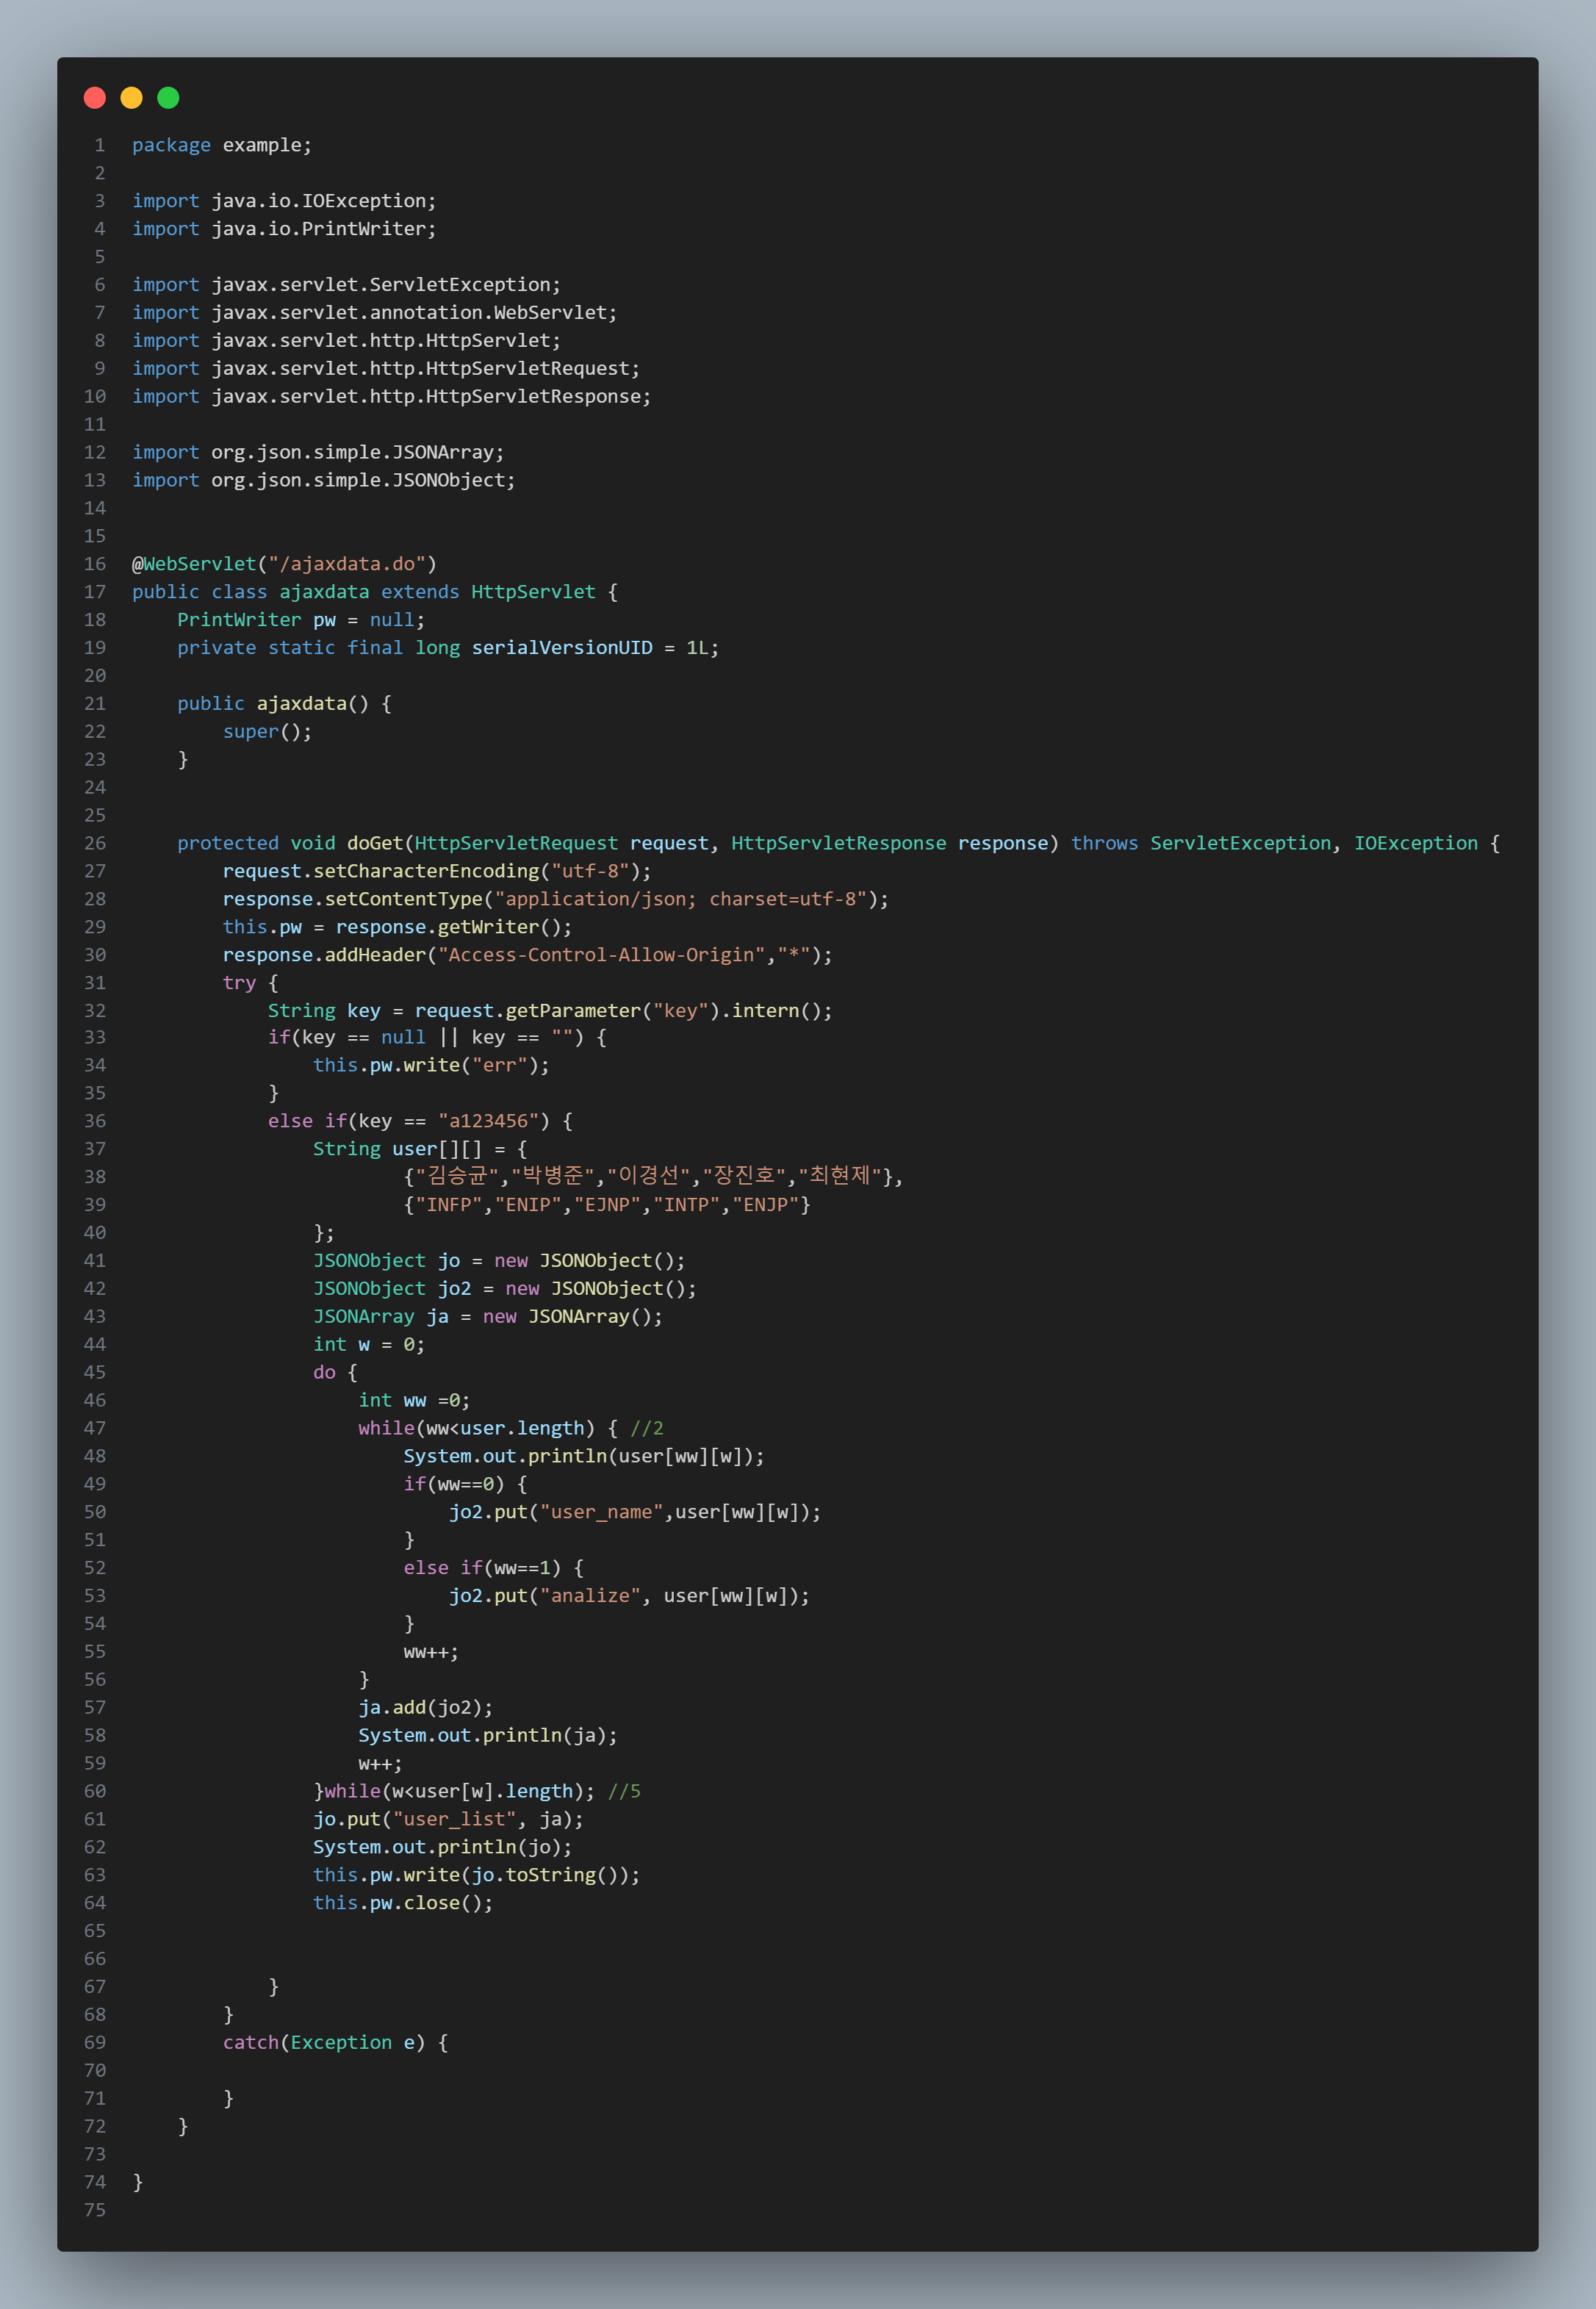 1 package example;
2
3 import java.io.IOException;
4 import java.io.PrintWriter;
5
6 import javax.servlet.ServletException;
7 import javax.servlet.annotation.WebServlet;
8 import javax.servlet.http.HttpServlet;
9 import javax.servlet.http.HttpServletRequest;
10 import javax.servlet.http.HttpServletResponse;
11
12 import org.json.simple.JSONArray;
13 import org.json.simple.JSONObject;
14
15
16 @WebServlet("/ajaxdata.do")
17 public class ajaxdata extends HttpServlet {
18     PrintWriter pw = null;
19     private static final long serialVersionUID = 1L;
20
21     public ajaxdata() {
22         super();
23     }
24
25
26     protected void doGet(HttpServletRequest request, HttpServletResponse response) throws ServletException, IOException {
27         request.setCharacterEncoding("utf-8");
28         response.setContentType("application/json; charset=utf-8");
29         this.pw = response.getWriter();
30         response.addHeader("Access-Control-Allow-Origin","*");
31         try {
32             String key = request.getParameter("key").intern();
33             if(key == null || key == "") {
34                 this.pw.write("err");
35             }
36             else if(key == "a123456") {
37                 String user[][] = {
38                         {"김승균","박병준","이경선","장진호","최현제"},
39                         {"INFP","ENIP","EJNP","INTP","ENJP"}
40                 };
41                 JSONObject jo = new JSONObject();
42                 JSONObject jo2 = new JSONObject();
43                 JSONArray ja = new JSONArray();
44                 int w = 0;
45                 do {
46                     int ww =0;
47                     while(ww<user.length) { //2
48                         System.out.println(user[ww][w]);
49                         if(ww==0) {
50                             jo2.put("user_name",user[ww][w]);
51                         }
52                         else if(ww==1) {
53                             jo2.put("analize", user[ww][w]);
54                         }
55                         ww++;
56                     }
57                     ja.add(jo2);
58                     System.out.println(ja);
59                     w++;
60                 }while(w<user[w].length); //5
61                 jo.put("user_list", ja);
62                 System.out.println(jo);
63                 this.pw.write(jo.toString());
64                 this.pw.close();
65
66
67             }
68         }
69         catch(Exception e) {
70
71         }
72     }
73
74 }
75